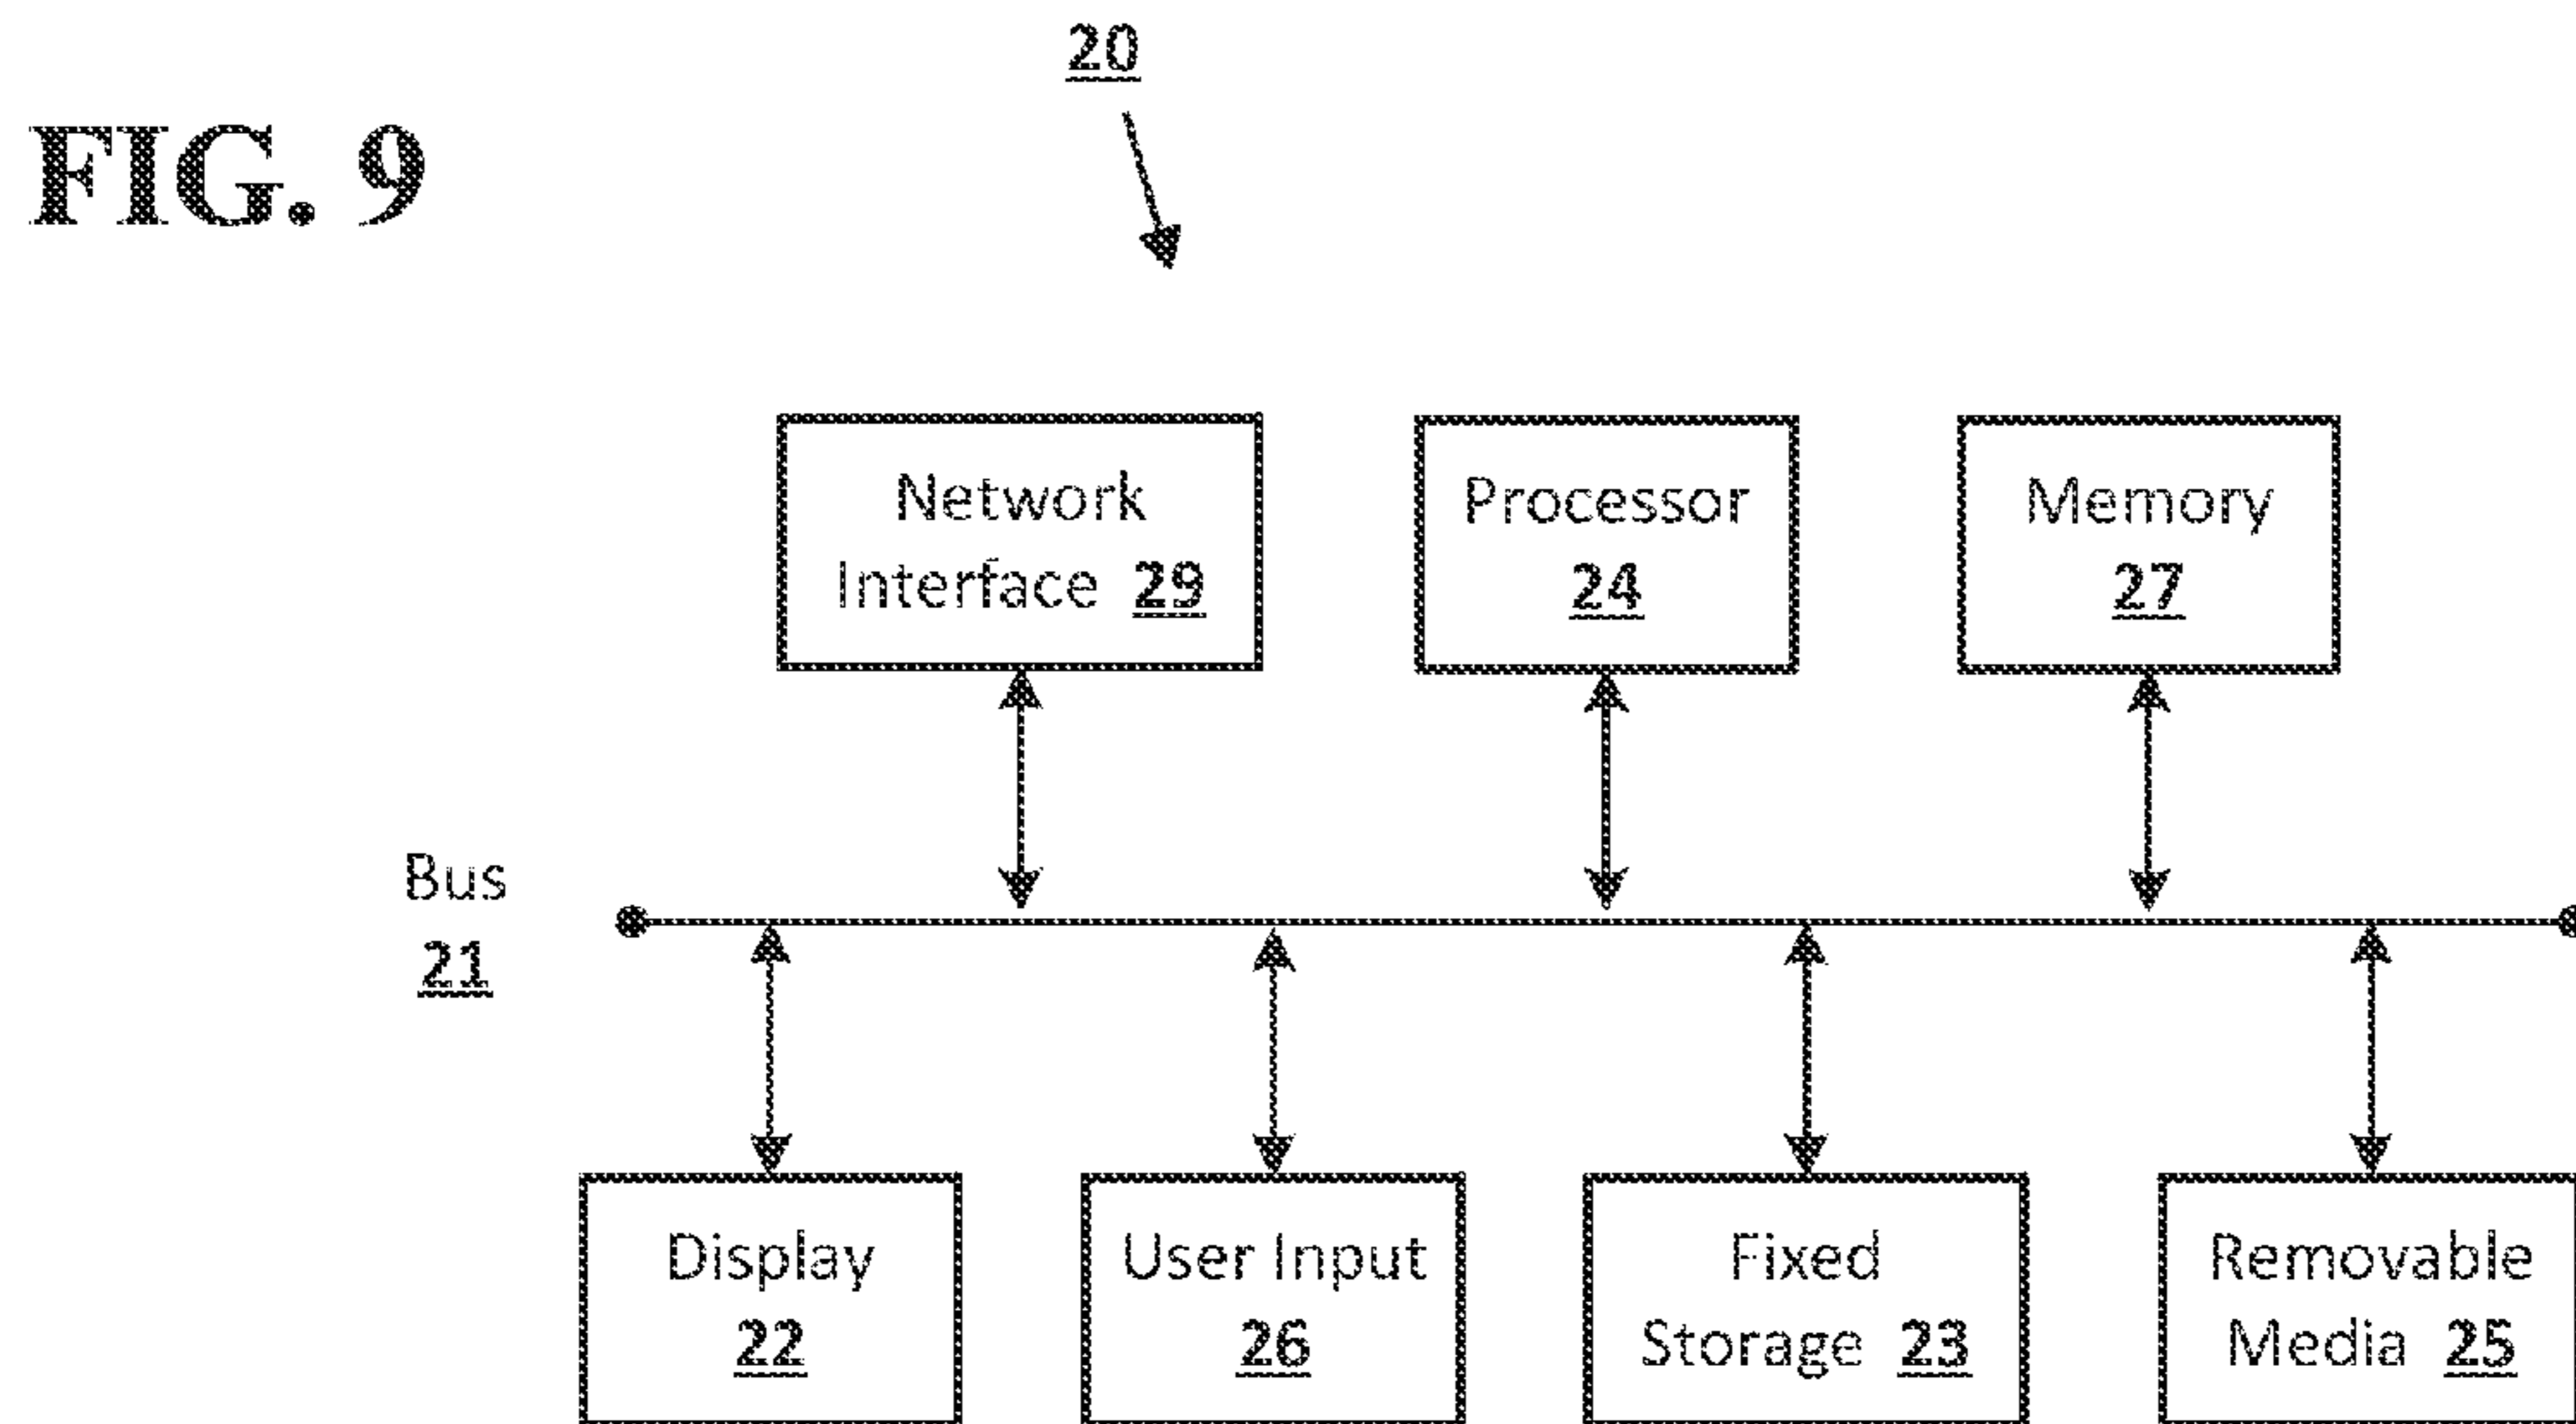 20
FIG. 9
Network
Interface 29
Processor
24
Memory
27
Bus
21
Display
22
User Input
26
Fixed
Storage 23
Removable
Media 25